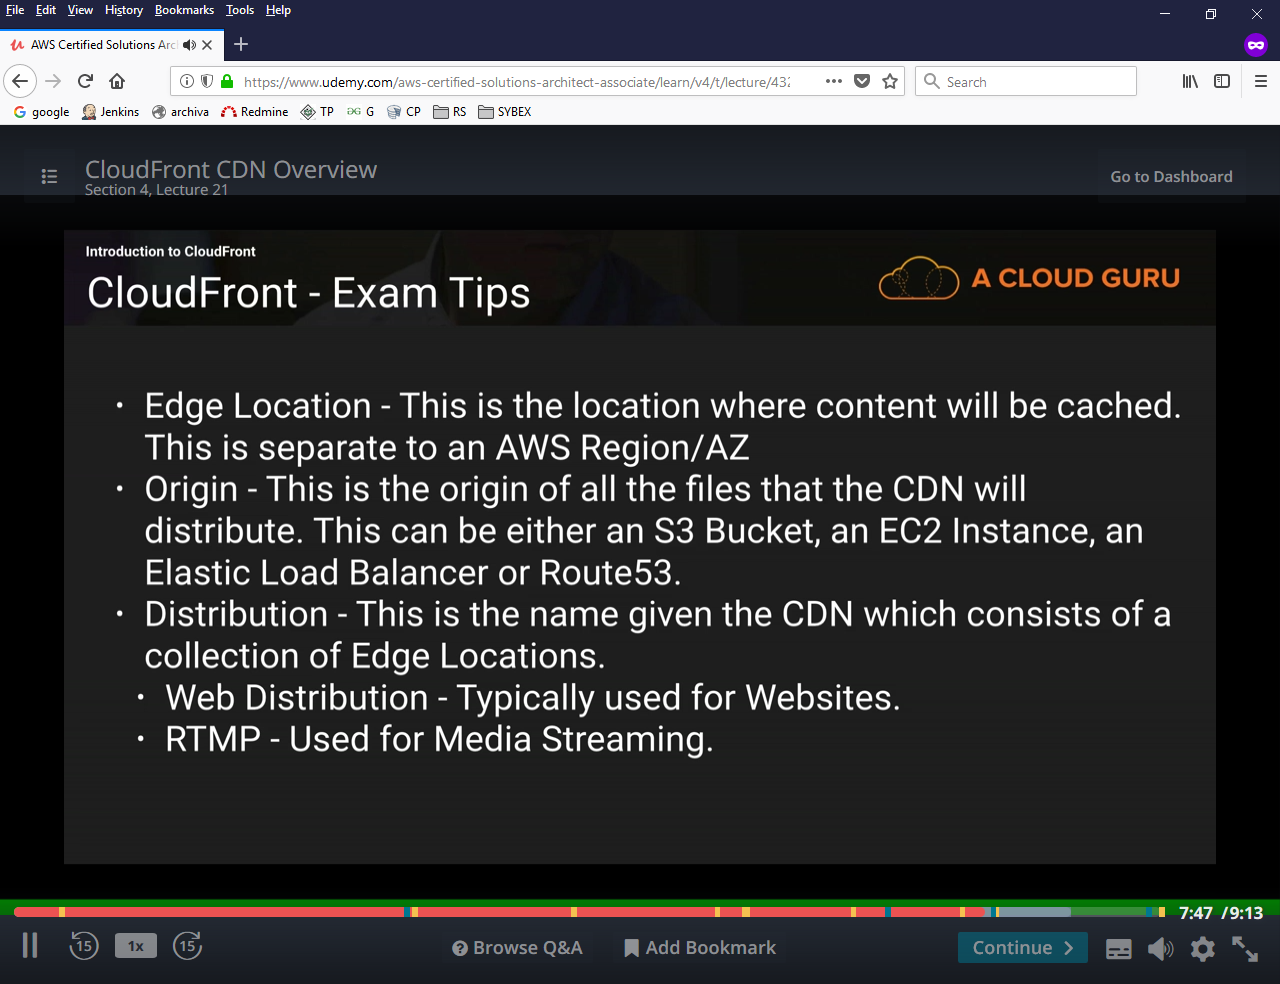 File Edit View History Bookmarks Tools Help
AWS Certified Solutions Arc
https://www.udemy.com/aws-certified-solutions-architect-associate/learn/v4/t/lecture/432
Search
google Jenkins archiva Redmine TP G CP RS SYBEX
CloudFront CDN Overview
Section 4, Lecture 21
Go to Dashboard
Introduction to CloudFront
CloudFront - Exam Tips
A CLOUD GURU
• Edge Location - This is the location where content will be cached.
This is separate to an AWS Region/AZ
• Origin - This is the origin of all the files that the CDN will
distribute. This can be either an S3 Bucket, an EC2 Instance, an
Elastic Load Balancer or Route53.
• Distribution - This is the name given the CDN which consists of a
collection of Edge Locations.
• Web Distribution - Typically used for Websites.
• RTMP - Used for Media Streaming.
7:47 /9:13
15 1x 15
Browse Q&A
Add Bookmark
Continue